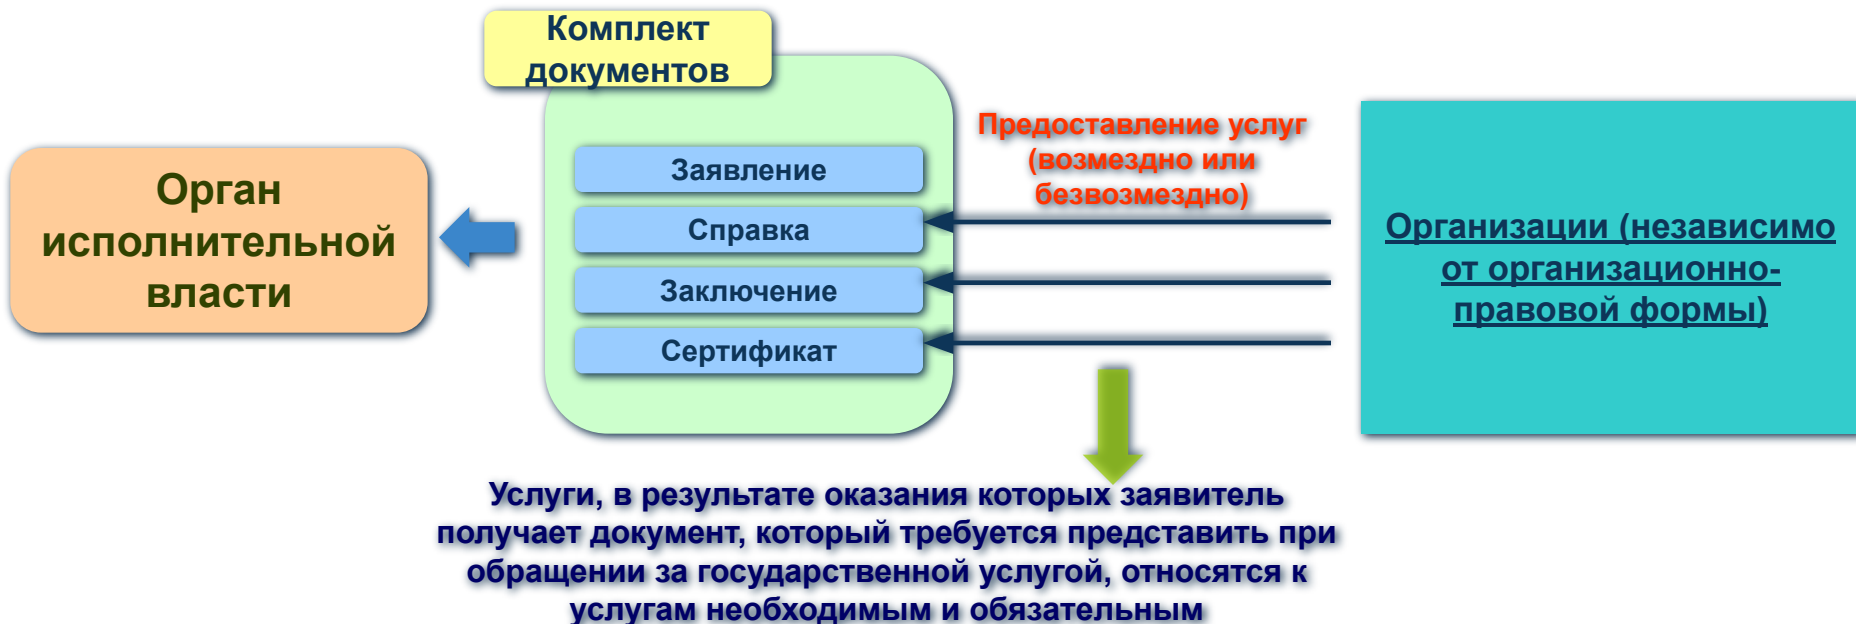 Комплект
документов
Орган
исполнительной
власти
Заявление
Справка
Заключение
Сертификат
Предоставление услуг
(возмездно или
безвозмездно)
Организации (независимо
от организационно-
правовой формы)
Услуги, в результате оказания которых заявитель
получает документ, который требуется представить при
обращении за государственной услугой, относятся к
услугам необходимым и обязательным